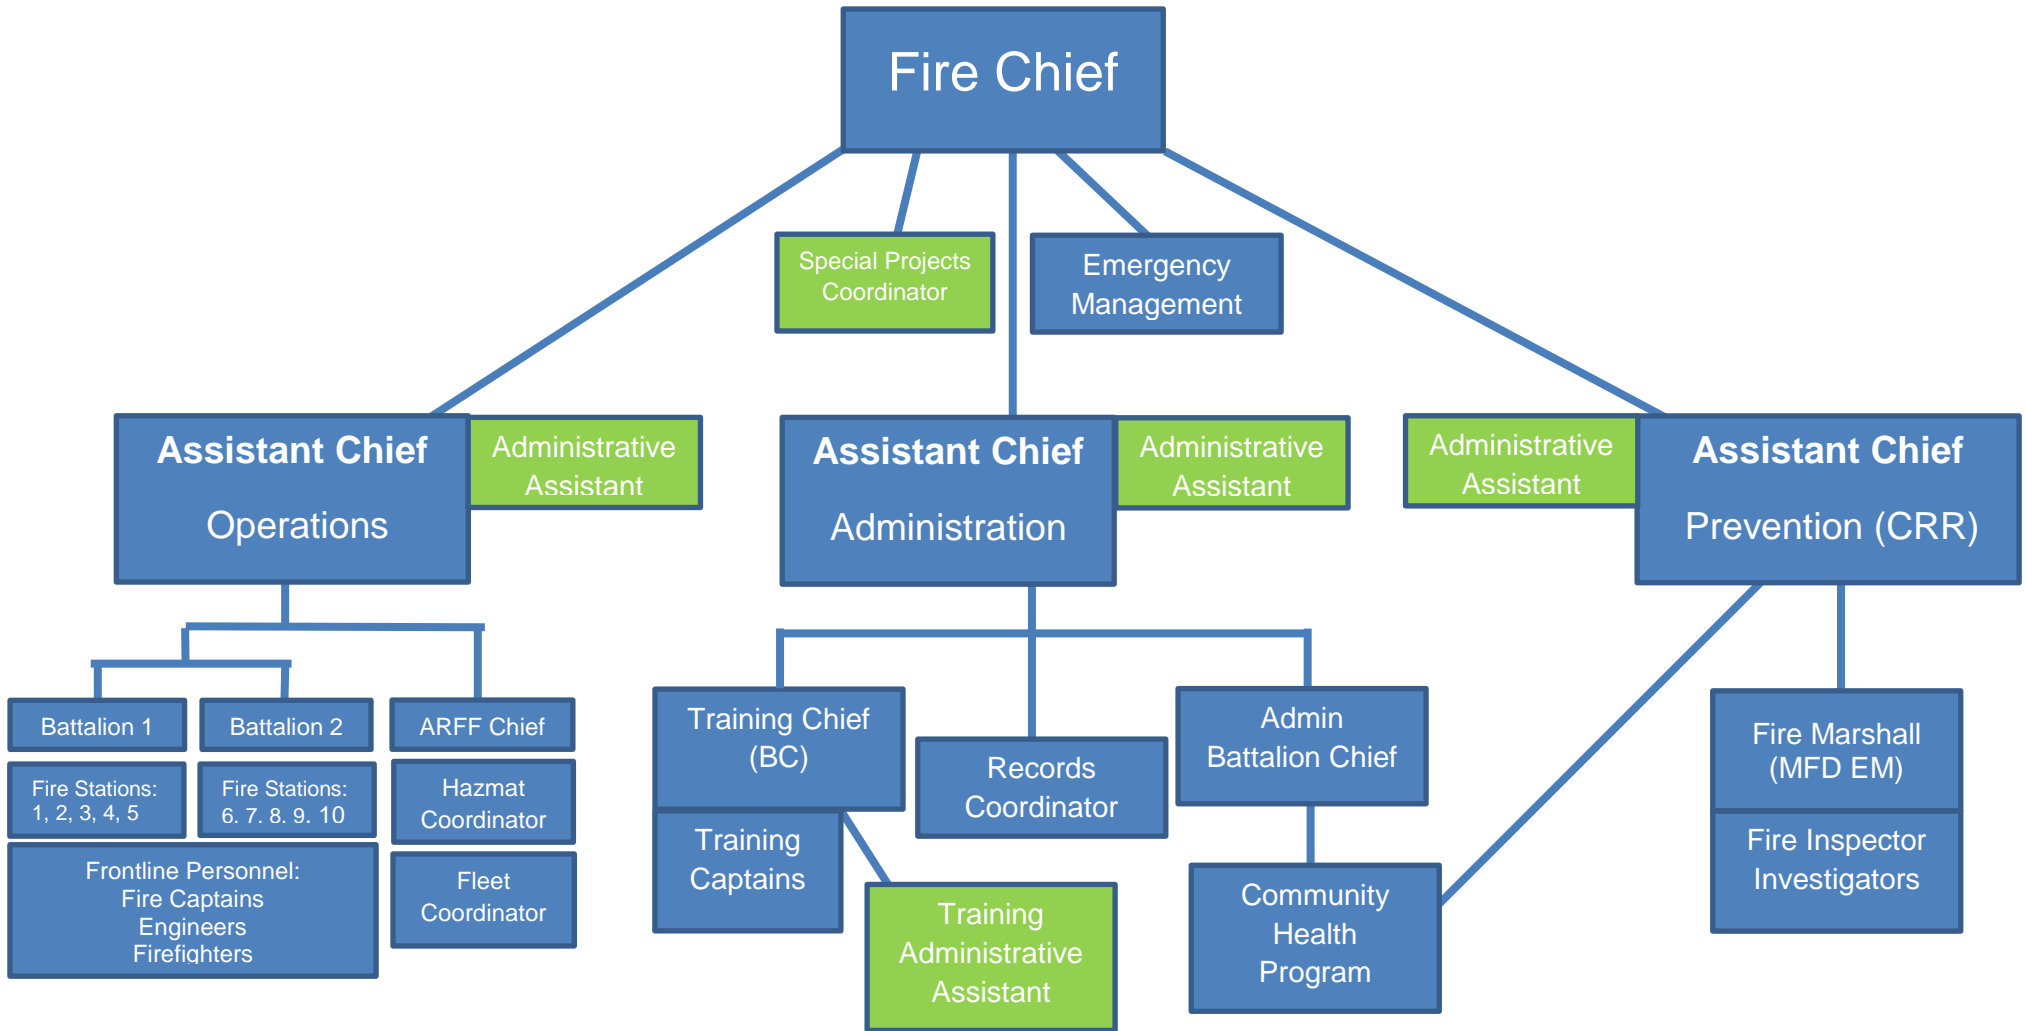 Fire Chief
Special Projects
Coordinator
Emergency
Management
Assistant Chief
Operations
Administrative
Assistant
Assistant Chief
Administration
Administrative
Assistant
Administrative
Assistant
Assistant Chief
Prevention (CRR)
Battalion 1
Battalion 2
ARFF Chief
Fire Stations:
1, 2, 3, 4, 5
Fire Stations:
6. 7. 8. 9. 10
Hazmat
Coordinator
Frontline Personnel:
Fire Captains
Engineers
Firefighters
Fleet
Coordinator
Training Chief
(BC)
Training
Captains
Records
Coordinator
Admin
Battalion Chief
Training
Administrative
Assistant
Community
Health
Program
Fire Marshall
(MFD EM)
Fire Inspector
Investigators